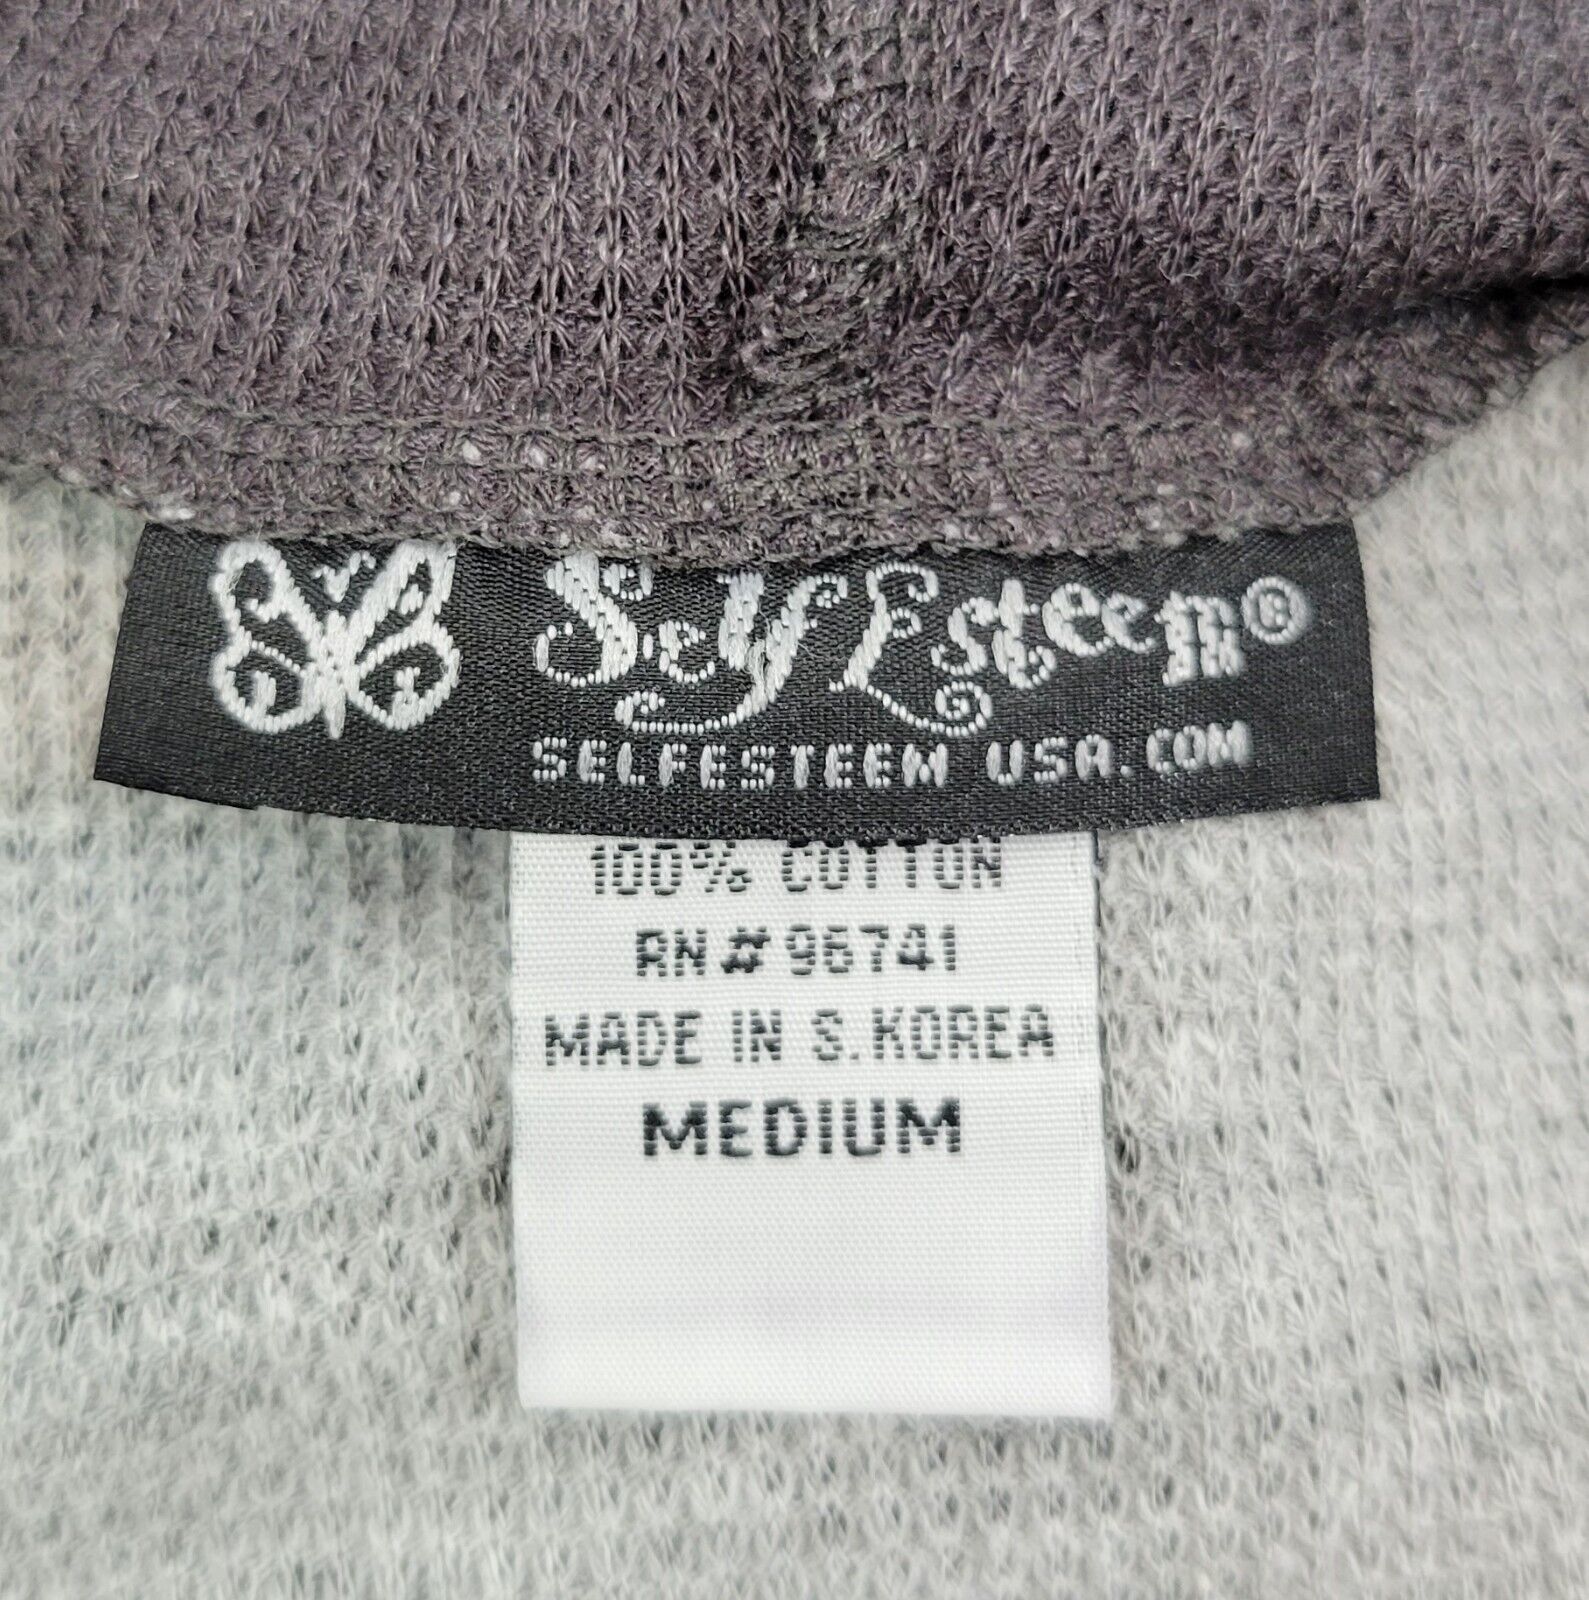 Self Esteem®
SELFESTEEM USA.COM
100% COTTON
RN # 96741
MADE IN S.KOREA
MEDIUM